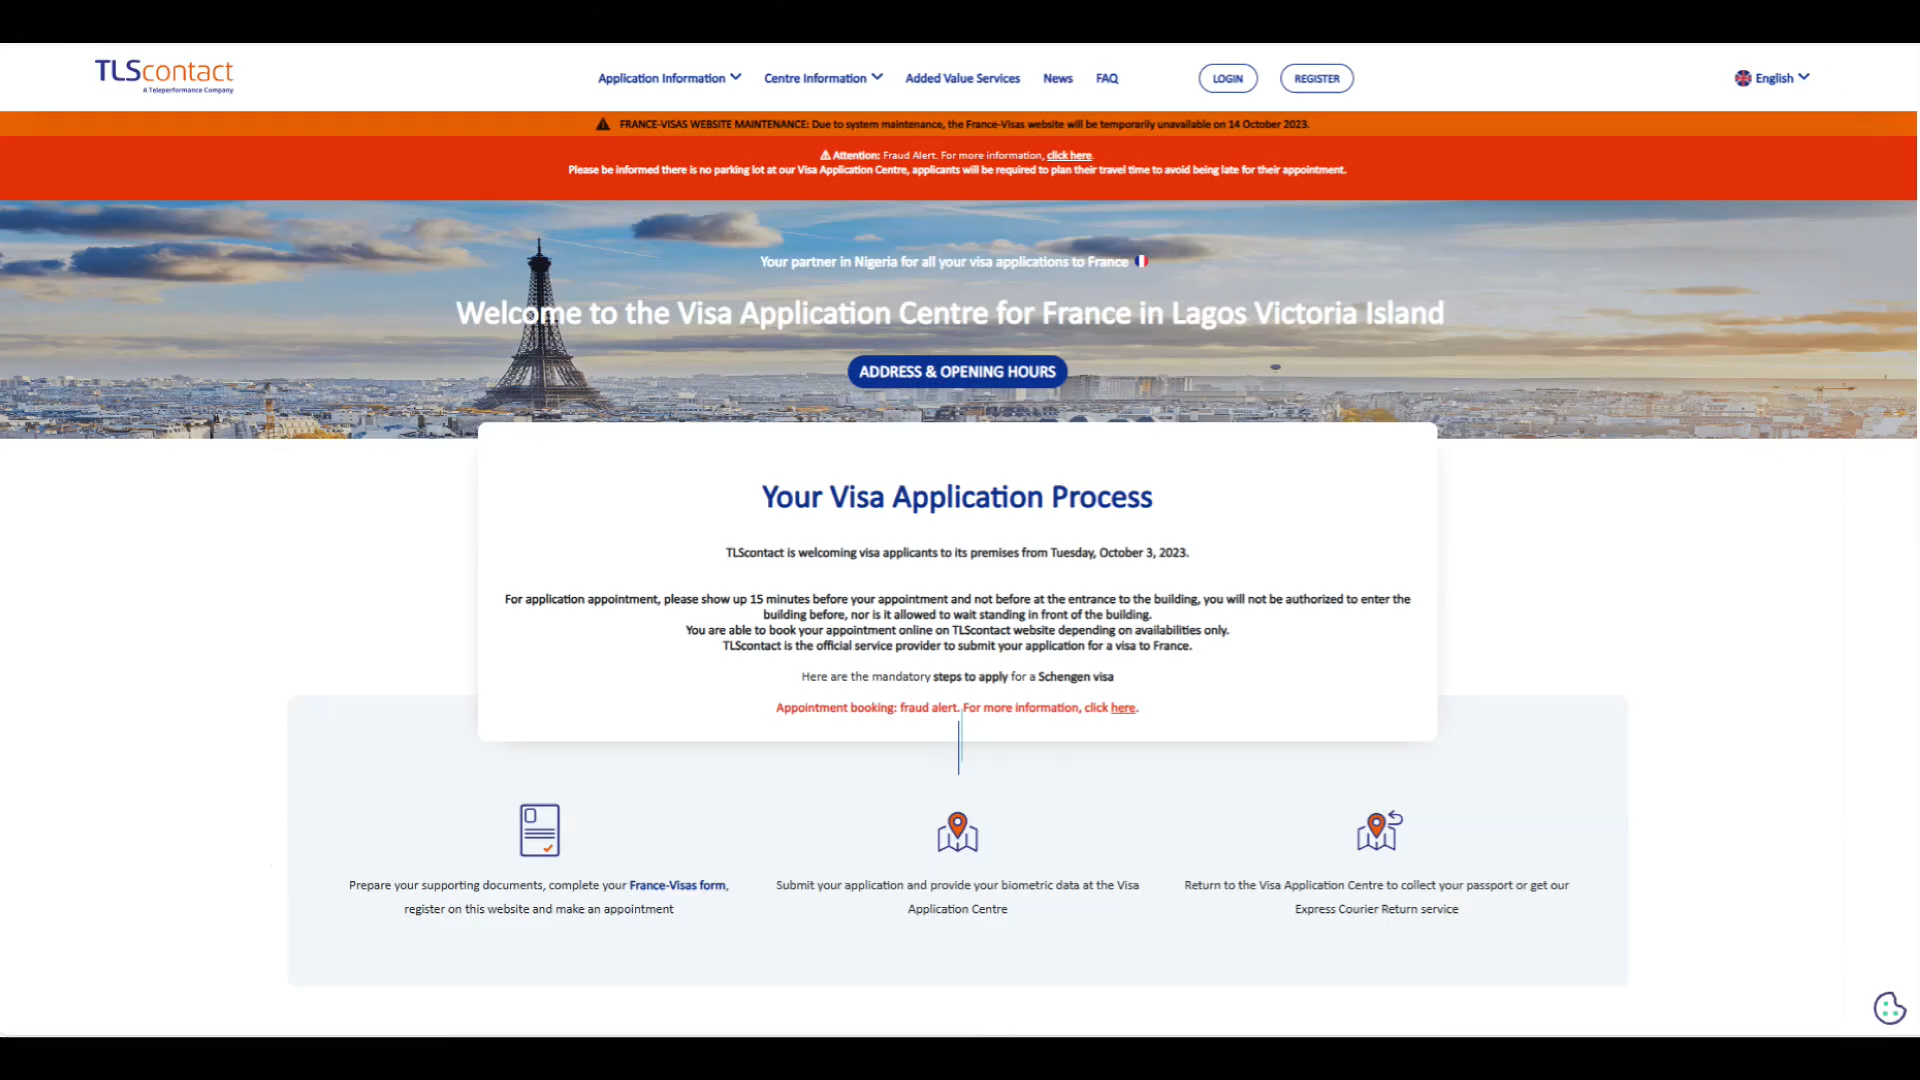 TLScontact
A Teleperformance Company
Application Information
Centre Information
Added Value Services
News
FAQ
LOGIN
REGISTER
English
FRANCE-VISAS WEBSITE MAINTENANCE: Due to system maintenance, the France-Visas website will be temporarily unavailable on 14 October 2023.
Attention: Fraud Alert. For more information, click here.
Please be informed there is no parking lot at our Visa Application Centre, applicants will be required to plan their travel time to avoid being late for their appointment.
Your partner in Nigeria for all your visa applications to France
Welcome to the Visa Application Centre for France in Lagos Victoria Island
ADDRESS & OPENING HOURS
Your Visa Application Process
TLScontact is welcoming visa applicants to its premises from Tuesday, October 3, 2023.
For application appointment, please show up 15 minutes before your appointment and not before at the entrance to the building, you will not be authorized to enter the
building before, nor is it allowed to wait standing in front of the building.
You are able to book your appointment online on TLScontact website depending on availabilities only.
TLScontact is the official service provider to submit your application for a visa to France.
Here are the mandatory steps to apply for a Schengen visa
Appointment booking: fraud alert. For more information, click here.
Prepare your supporting documents, complete your France-Visas form,
register on this website and make an appointment
Submit your application and provide your biometric data at the Visa
Application Centre
Return to the Visa Application Centre to collect your passport or get our
Express Courier Return service